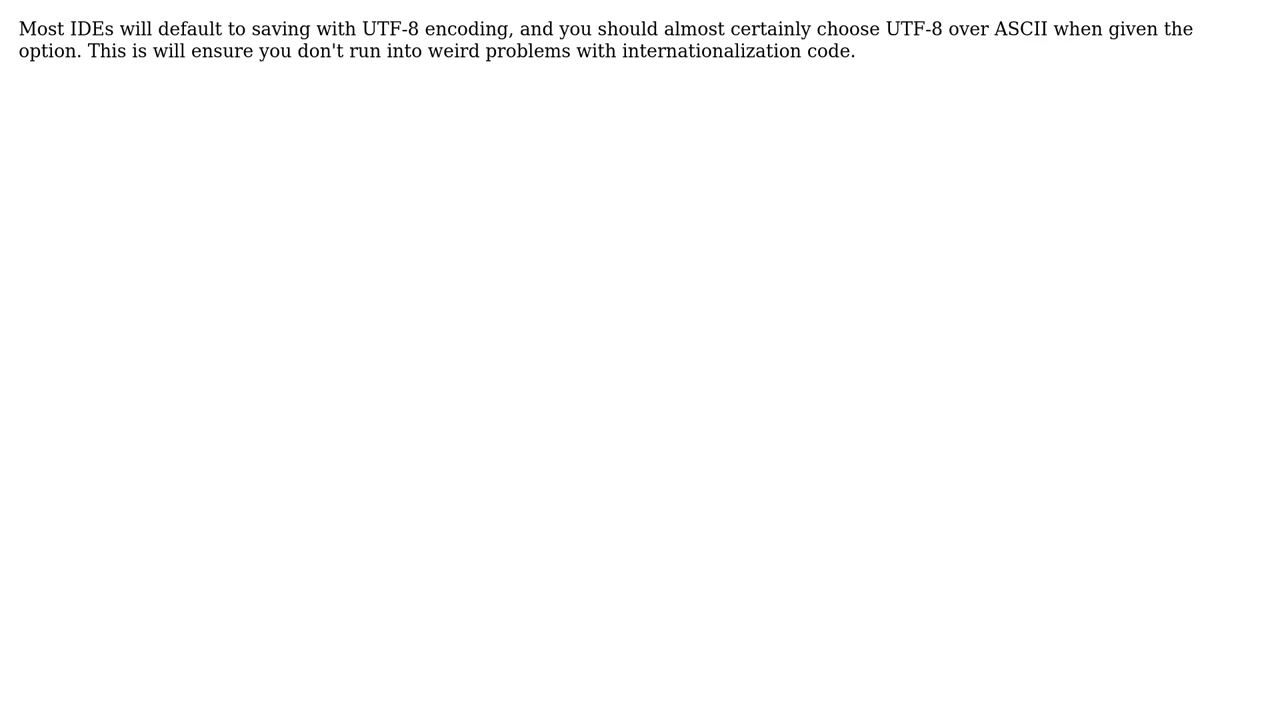 Most IDEs will default to saving with UTF-8 encoding, and you should almost certainly choose UTF-8 over ASCII when given the
option. This is will ensure you don't run into weird problems with internationalization code.